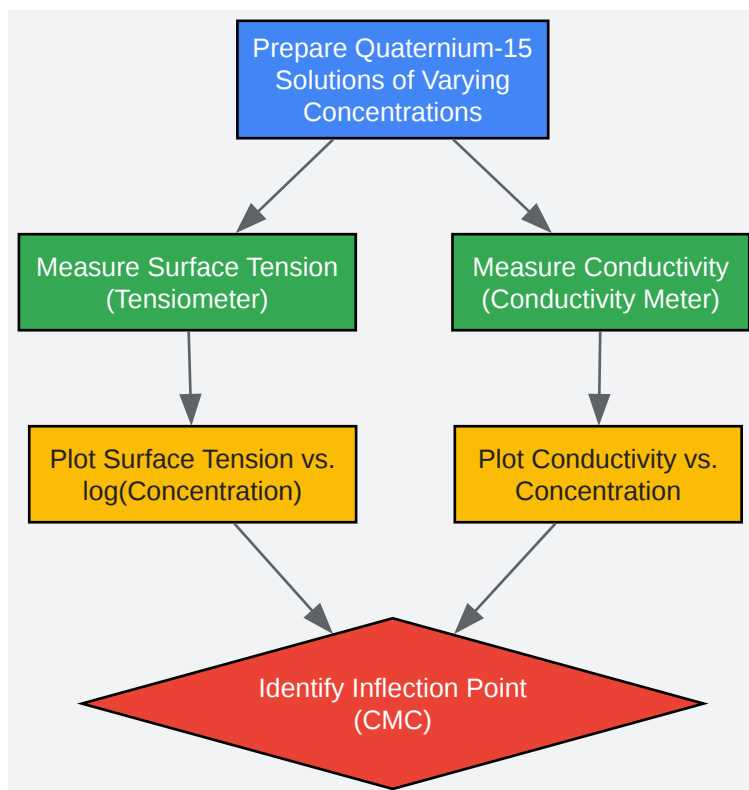 Prepare Quaternium-15
Solutions of Varying
Concentrations
Measure Surface Tension
(Tensiometer)
Measure Conductivity
(Conductivity Meter)
Plot Surface Tension vs.
log(Concentration)
Plot Conductivity vs.
Concentration
Identify Inflection Point
(CMC)